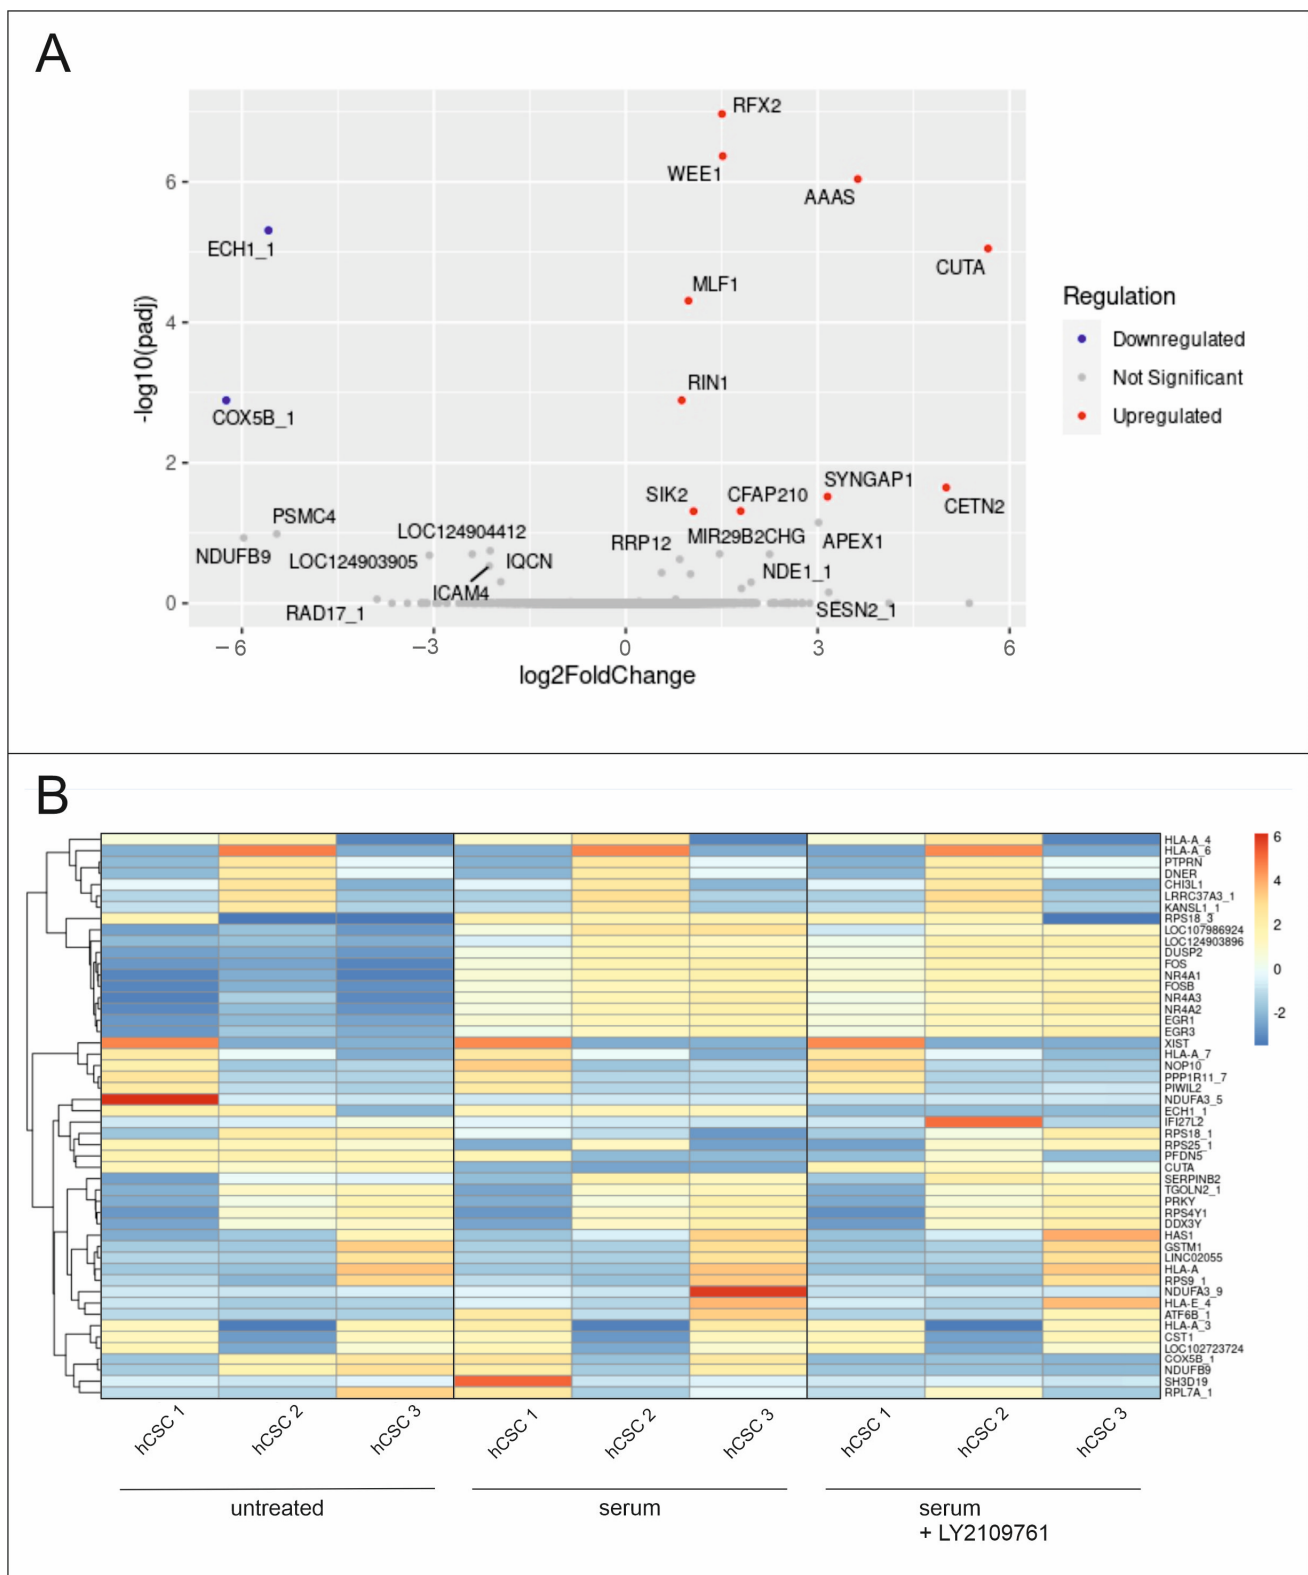 A
RFX2
WEE1
6
AAAS
ECH1_1
CUTA
MLF1
Regulation
4
Downregulated
-log10(padj)
Not Significant
RIN1
Upregulated
COX5B_1
2
SYNGAP1
SIK2
CFAP210
CETN2
PSMC4
LOC124904412
RRP12
MIR29B2CHG
APEX1
NDUFB9
LOC124903905
IQCN
NDE1_1
ICAM4
0
RAD17_1
SESN2_1
−6
−3
0
3
6
log2FoldChange
B
HLA-A_4
HLA-A_6
PTPRN
DNER
CHI3L1
LRRC37A3_1
KANSL1_1
RPS18_3
LOC107986924
LOC124903896
DUSP2
FOS
NR4A1
FOSB
NR4A3
NR4A2
EGR1
EGR3
XIST
HLA-A_7
NOP10
PPP1R11_7
PIWIL2
NDUFA3_5
ECH1_1
IFI27L2
RPS18_1
RPS25_1
PFDN5
CUTA
SERPINB2
TGOLN2_1
PRKY
RPS4Y1
DDX3Y
HAS1
GSTM1
LINC02055
HLA-A
RPS9_1
NDUFA3_9
HLA-E_4
ATF6B_1
HLA-A_3
CST1
LOC102723724
COX5B_1
NDUFB9
SH3D19
RPL7A_1
6
4
2
0
-2
hCSC 1
hCSC 2
hCSC 3
hCSC 1
hCSC 2
hCSC 3
hCSC 1
hCSC 2
hCSC 3
untreated
serum
serum
+ LY2109761